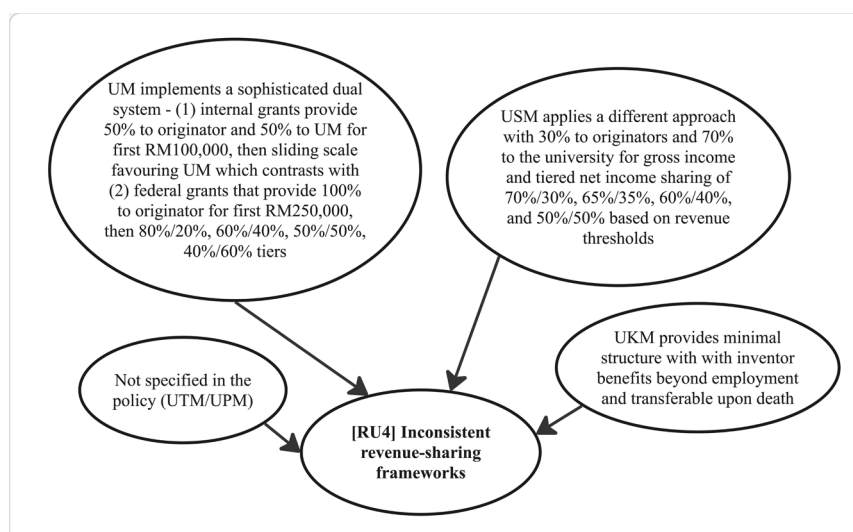 UM implements a sophisticated dual
system - (1) internal grants provide
50% to originator and 50% to UM for
first RM100,000, then sliding scale
favouring UM which contrasts with
(2) federal grants that provide 100%
to originator for first RM250,000,
then 80%/20%, 60%/40%, 50%/50%,
40%/60% tiers
USM applies a different approach
with 30% to originators and 70%
to the university for gross income
and tiered net income sharing of
70%/30%, 65%/35%, 60%/40%,
and 50%/50% based on revenue
thresholds
Not specified in the
policy (UTM/UPM)
UKM provides minimal
structure with with inventor
benefits beyond employment
and transferable upon death
[RU4] Inconsistent
revenue-sharing
frameworks